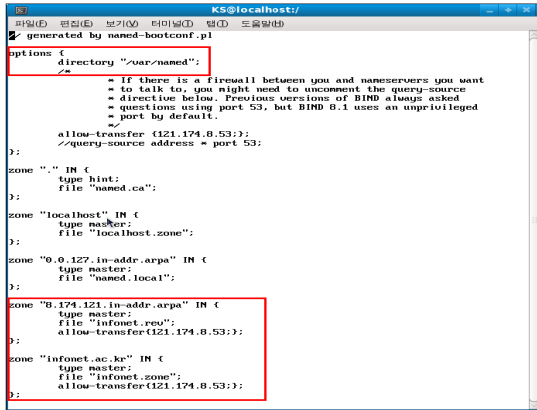 KS@localhost:/
파일(F) 편집(E) 보기(V) 터미널(T) 탭(T) 도움말(H)
// generated by named-bootconf.pl
options {
directory "/var/named";
/*
* If there is a firewall between you and nameservers you want
* to talk to, you might need to uncomment the query-source
* directive below. Previous versions of BIND always asked
* questions using port 53, but BIND 8.1 uses an unprivileged
* port by default.
*/
allow-transfer {121.174.8.53;};
//query-source address * port 53;
};
zone "." IN {
type hint;
file "named.ca";
};
zone "localhost" IN {
type master;
file "localhost.zone";
};
zone "0.0.127.in-addr.arpa" IN {
type master;
file "named.local";
};
zone "8.174.121.in-addr.arpa" IN {
type master;
file "infonet.rev";
allow-transfer{121.174.8.53;};
};
zone "infonet.ac.kr" IN {
type master;
file "infonet.zone";
allow-transfer{121.174.8.53;};
};